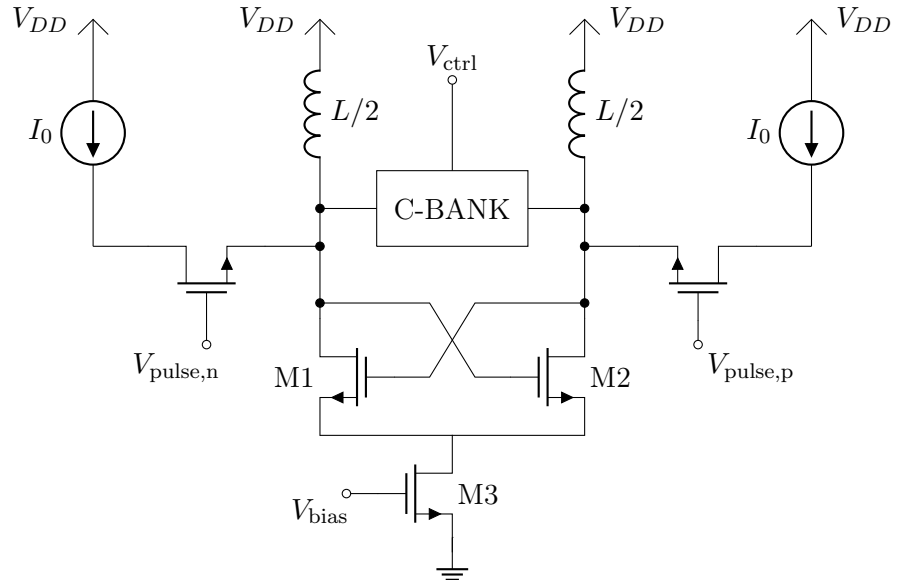 V_DD V_DD V_DD V_DD
V_ctrl
I_0 L/2 L/2 I_0
C-BANK
V_pulse,n V_pulse,p
M1 M2
M3
V_bias